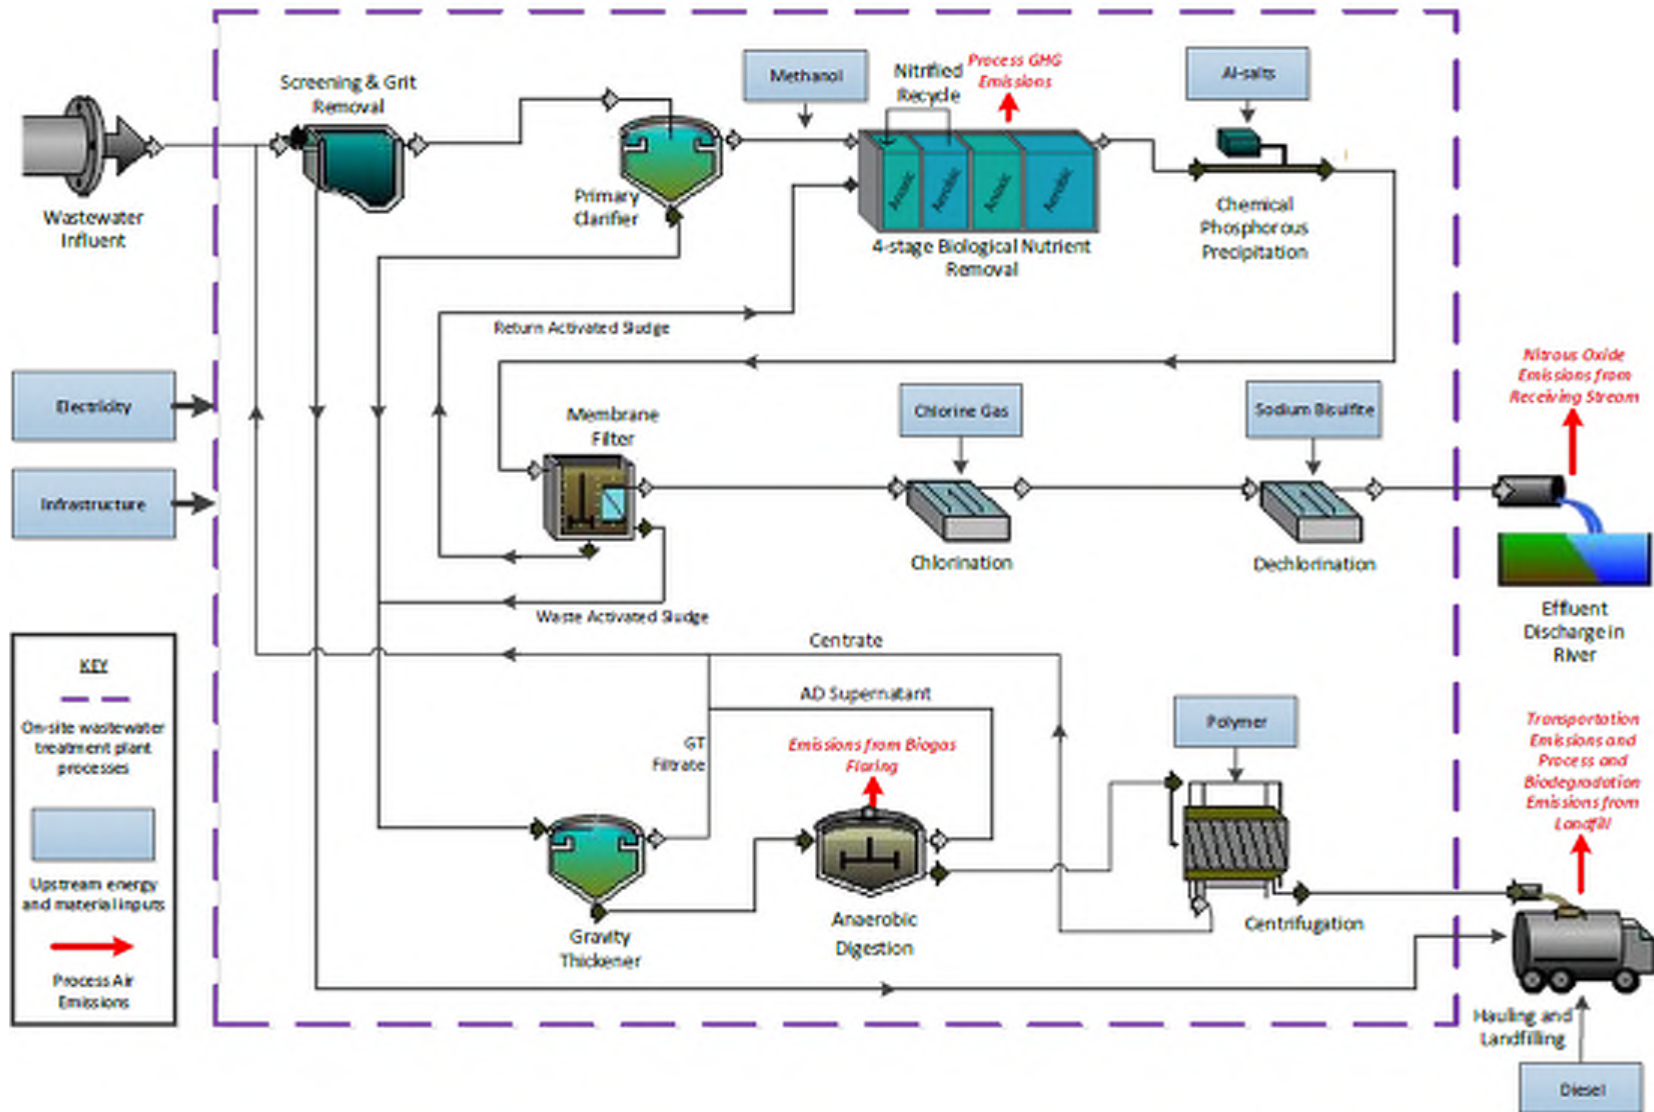 Screening & Grit
Removal
Methanol
Nitrified
Recycle
Process GHG
Emissions
Al-salts
Wastewater
Influent
Primary
Clarifier
Anoxic
Aerobic
Anoxic
Aerobic
4-stage Biological Nutrient
Removal
Chemical
Phosphorous
Precipitation
Return Activated Sludge
Nitrous Oxide
Emissions from
Receiving Stream
Electricity
Infrastructure
Membrane
Filter
Chlorine Gas
Sodium Bisulfite
Chlorination
Dechlorination
Effluent
Discharge in
River
Waste Activated Sludge
Centrate
AD Supernatant
GT
Filtrate
Emissions from Biogas
Flaring
Polymer
Transportation
Emissions and
Process and
Biodegradation
Emissions from
Landfill
Gravity
Thickener
Anaerobic
Digestion
Centrifugation
Hauling and
Landfilling
Diesel
KEY
On-site wastewater
treatment plant
processes
Upstream energy
and material inputs
Process Air
Emissions